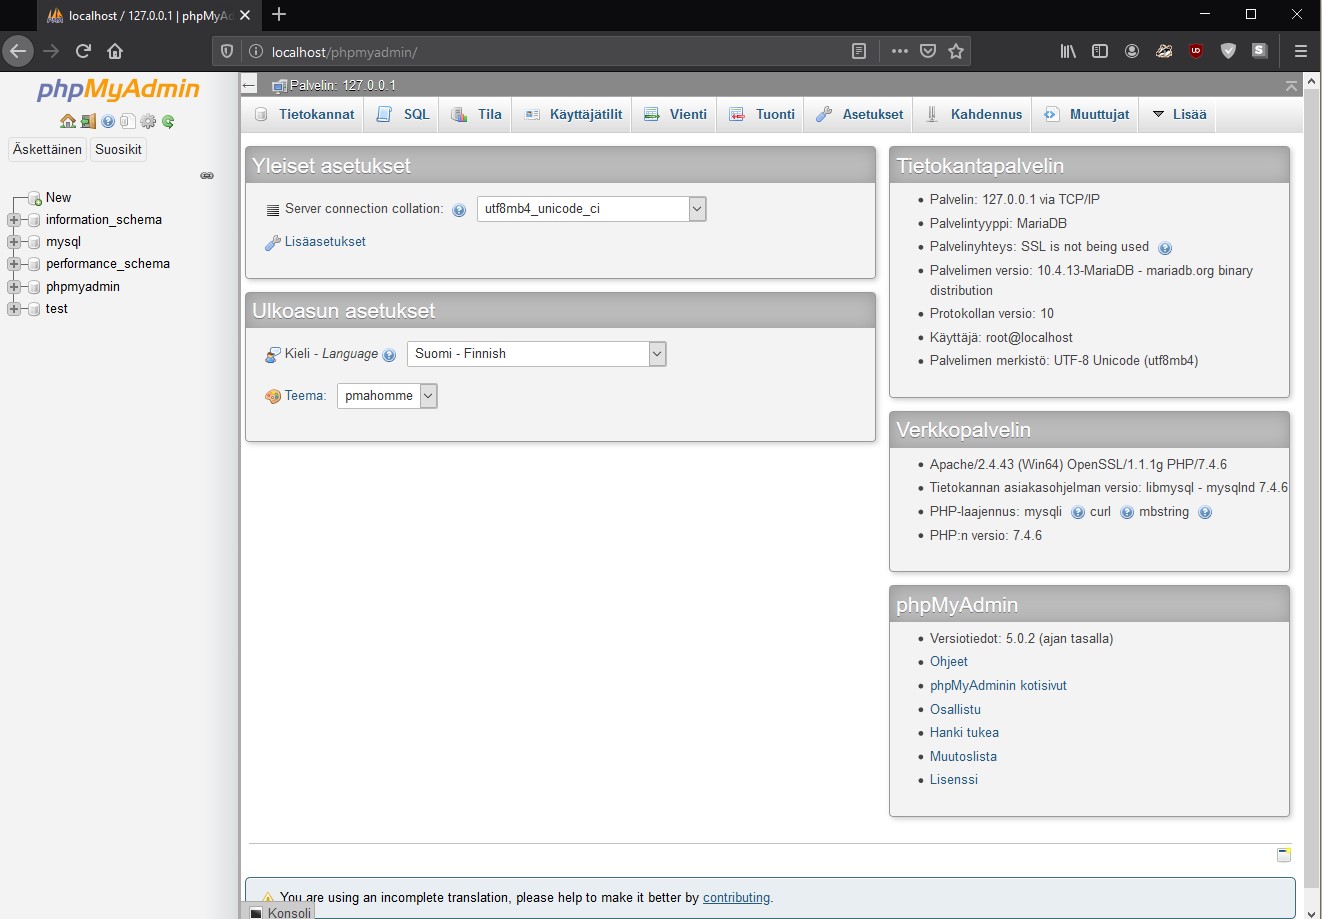 localhost / 127.0.0.1 | phpMyAd
localhost/phpmyadmin/
phpMyAdmin
Äskettäinen Suosikit
New
information_schema
mysql
performance_schema
phpmyadmin
test
Palvelin: 127.0.0.1
Tietokannat SQL Tila Käyttäjätilit Vienti Tuonti Asetukset Kahdennus Muuttujat Lisää
Yleiset asetukset
Server connection collation: utf8mb4_unicode_ci
Lisäasetukset
Ulkoasun asetukset
Kieli - Language Suomi - Finnish
Teema: pmahomme
Tietokantapalvelin
Palvelin: 127.0.0.1 via TCP/IP
Palvelintyyppi: MariaDB
Palvelinyhteys: SSL is not being used
Palvelimen versio: 10.4.13-MariaDB - mariadb.org binary
distribution
Protokollan versio: 10
Käyttäjä: root@localhost
Palvelimen merkistö: UTF-8 Unicode (utf8mb4)
Verkkopalvelin
Apache/2.4.43 (Win64) OpenSSL/1.1.1g PHP/7.4.6
Tietokannan asiakasohjelman versio: libmysql - mysqlnd 7.4.6
PHP-laajennus: mysqli curl mbstring
PHP:n versio: 7.4.6
phpMyAdmin
Versiotiedot: 5.0.2 (ajan tasalla)
Ohjeet
phpMyAdminin kotisivut
Osallistu
Hanki tukea
Muutoslista
Lisenssi
You are using an incomplete translation, please help to make it better by contributing.
Konsoli